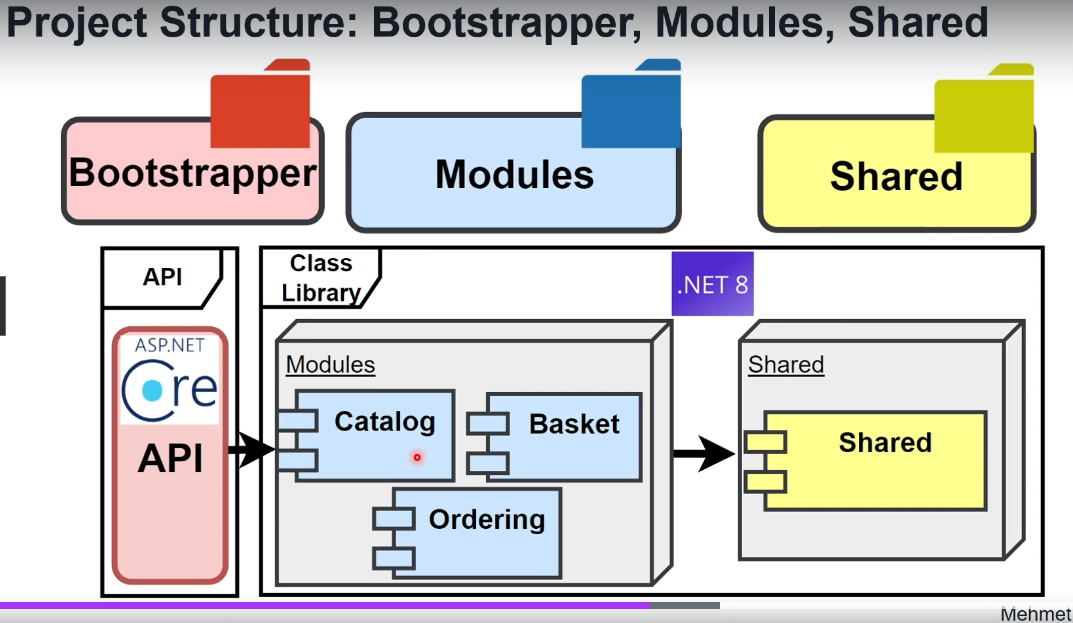 Project Structure: Bootstrapper, Modules, Shared
Bootstrapper
Modules
Shared
API
Class
Library
.NET 8
ASP.NET
Core
API
Modules
Catalog
Basket
Ordering
Shared
Shared
Mehmet